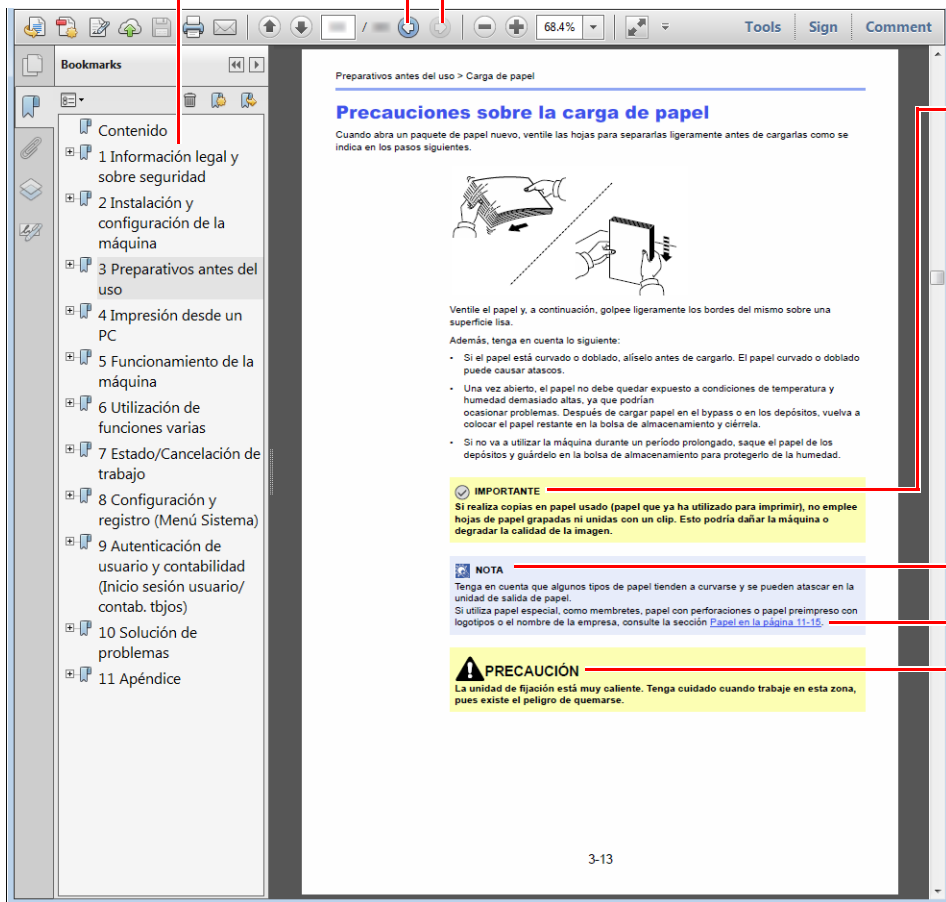 /
68.4%
Tools
Sign
Comment
Bookmarks
Contenido
1 Información legal y
sobre seguridad
2 Instalación y
configuración de la
máquina
3 Preparativos antes del
uso
4 Impresión desde un
PC
5 Funcionamiento de la
máquina
6 Utilización de
funciones varias
7 Estado/Cancelación de
trabajo
8 Configuración y
registro (Menú Sistema)
9 Autenticación de
usuario y contabilidad
(Inicio sesión usuario/
contab. tbjos)
10 Solución de
problemas
11 Apéndice
Preparativos antes del uso > Carga de papel
Precauciones sobre la carga de papel
Cuando abra un paquete de papel nuevo, ventile las hojas para separarlas ligeramente antes de cargarlas como se
indica en los pasos siguientes.
Ventile el papel y, a continuación, golpee ligeramente los bordes del mismo sobre una
superficie lisa.
Además, tenga en cuenta lo siguiente:
• Si el papel está curvado o doblado, alíselo antes de cargarlo. El papel curvado o doblado
puede causar atascos.
• Una vez abierto, el papel no debe quedar expuesto a condiciones de temperatura y
humedad demasiado altas, ya que podrían
ocasionar problemas. Después de cargar papel en el bypass o en los depósitos, vuelva a
colocar el papel restante en la bolsa de almacenamiento y ciérrela.
• Si no va a utilizar la máquina durante un período prolongado, saque el papel de los
depósitos y guárdelo en la bolsa de almacenamiento para protegerlo de la humedad.
IMPORTANTE
Si realiza copias en papel usado (papel que ya ha utilizado para imprimir), no emplee
hojas de papel grapadas ni unidas con un clip. Esto podría dañar la máquina o
degradar la calidad de la imagen.
NOTA
Tenga en cuenta que algunos tipos de papel tienden a curvarse y se pueden atascar en la
unidad de salida de papel.
Si utiliza papel especial, como membretes, papel con perforaciones o papel preimpreso con
logotipos o el nombre de la empresa, consulte la sección Papel en la página 11-15.
PRECAUCIÓN
La unidad de fijación está muy caliente. Tenga cuidado cuando trabaje en esta zona,
pues existe el peligro de quemarse.
3-13